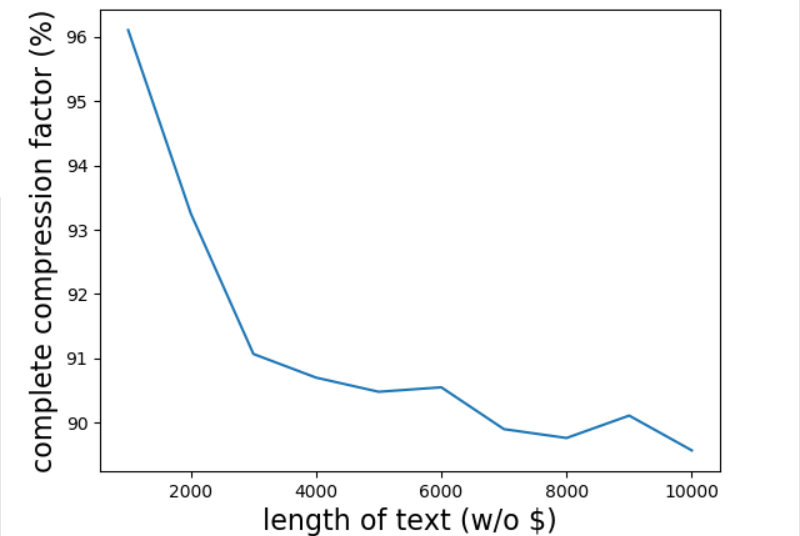 complete compression factor (%)
96
95
94
93
92
91
90
2000 4000 6000 8000 10000
length of text (w/o $)